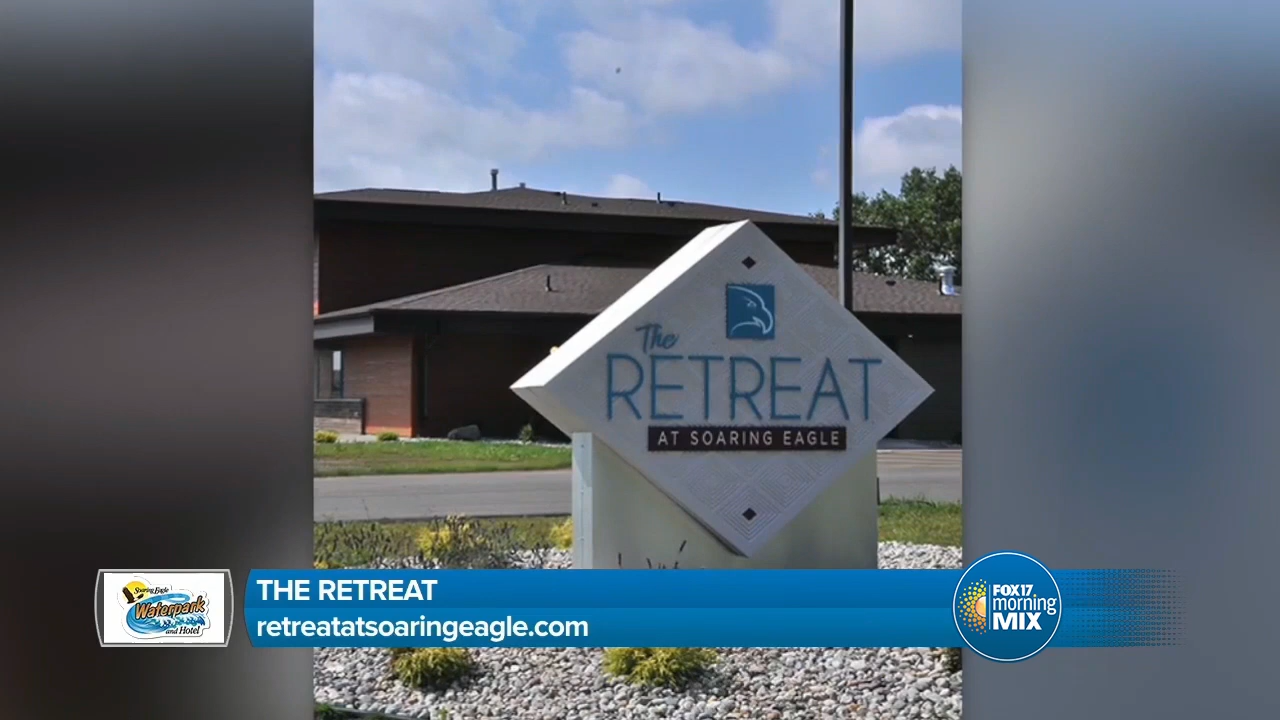 The
RETREAT
AT SOARING EAGLE
Soaring Eagle
Waterpark
and Hotel
THE RETREAT
retreatatsoaringeagle.com
FOX17
morning
MIX